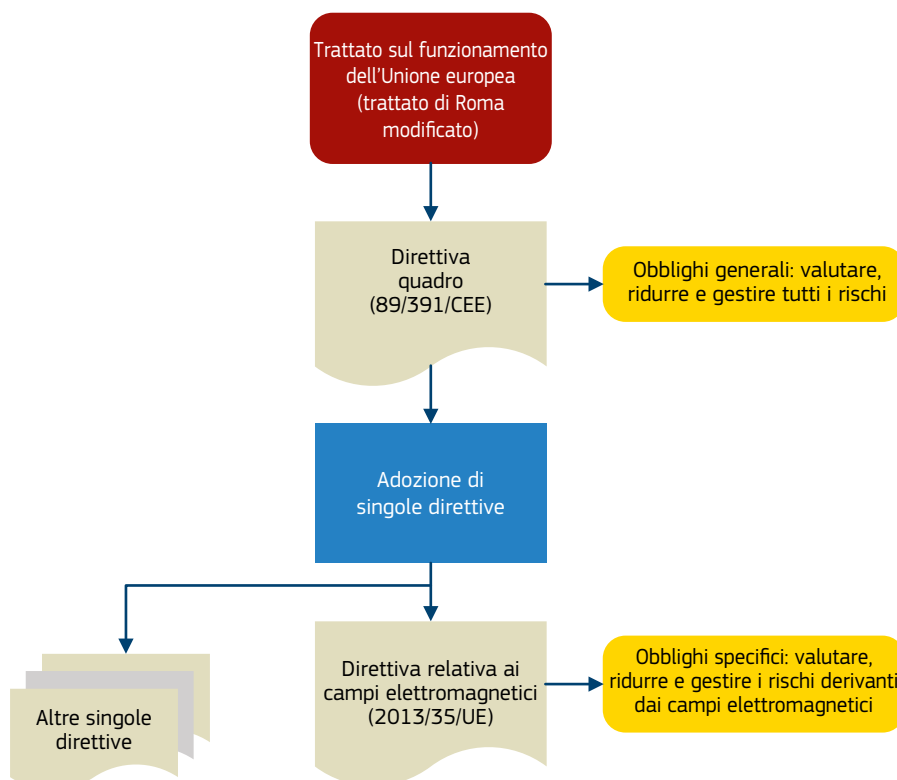 Trattato sul funzionamento
dell'Unione europea
(trattato di Roma
modificato)
Direttiva
quadro
(89/391/CEE)
Obblighi generali: valutare,
ridurre e gestire tutti i rischi
Adozione di
singole direttive
Altre singole
direttive
Direttiva relativa ai
campi elettromagnetici
(2013/35/UE)
Obblighi specifici: valutare,
ridurre e gestire i rischi derivanti
dai campi elettromagnetici